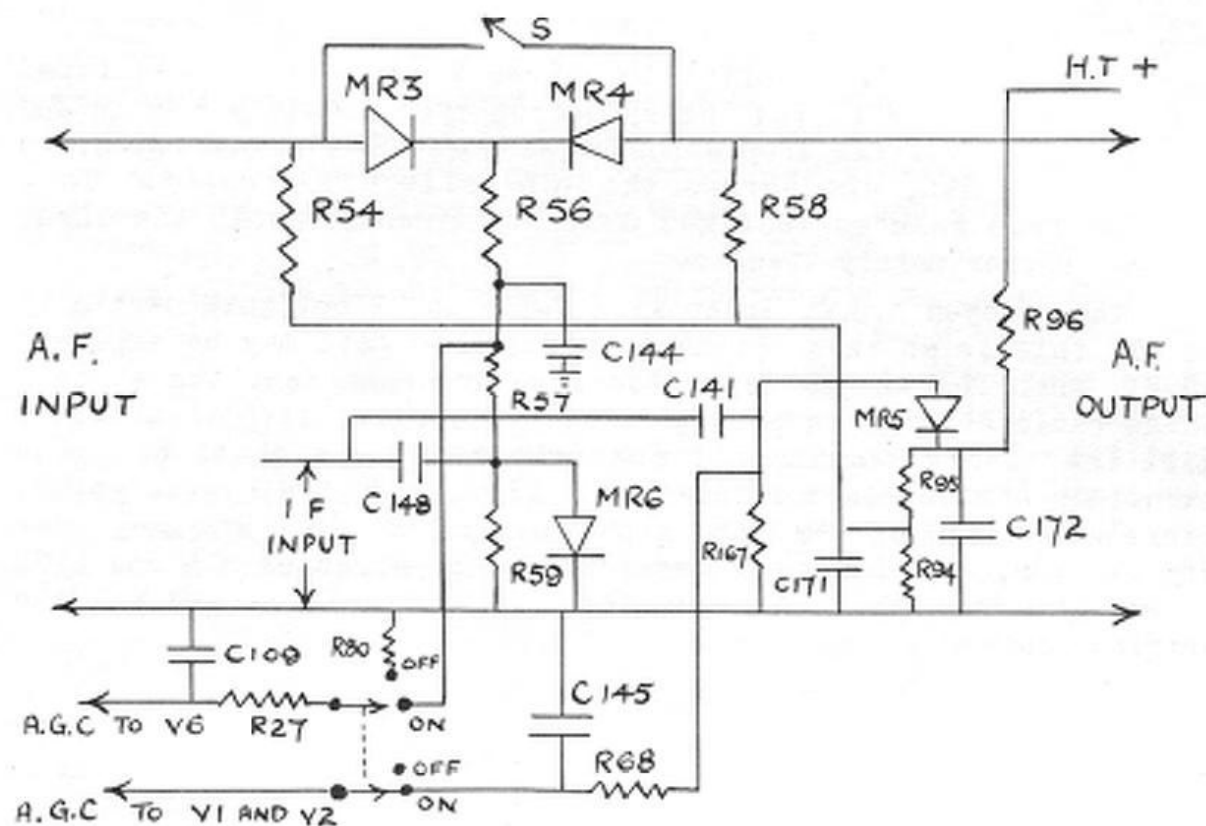 S
MR3
MR4
H.T +
R54
R56
R58
R96
A.F.
INPUT
C144
R57
C141
MR5
A.F.
OUTPUT
C148
I F
INPUT
MR6
R59
R167
C171
R95
R94
C172
C109
R80
OFF
A.G.C TO V6
R27
ON
C145
OFF
R68
ON
A.G.C TO V1 AND V2